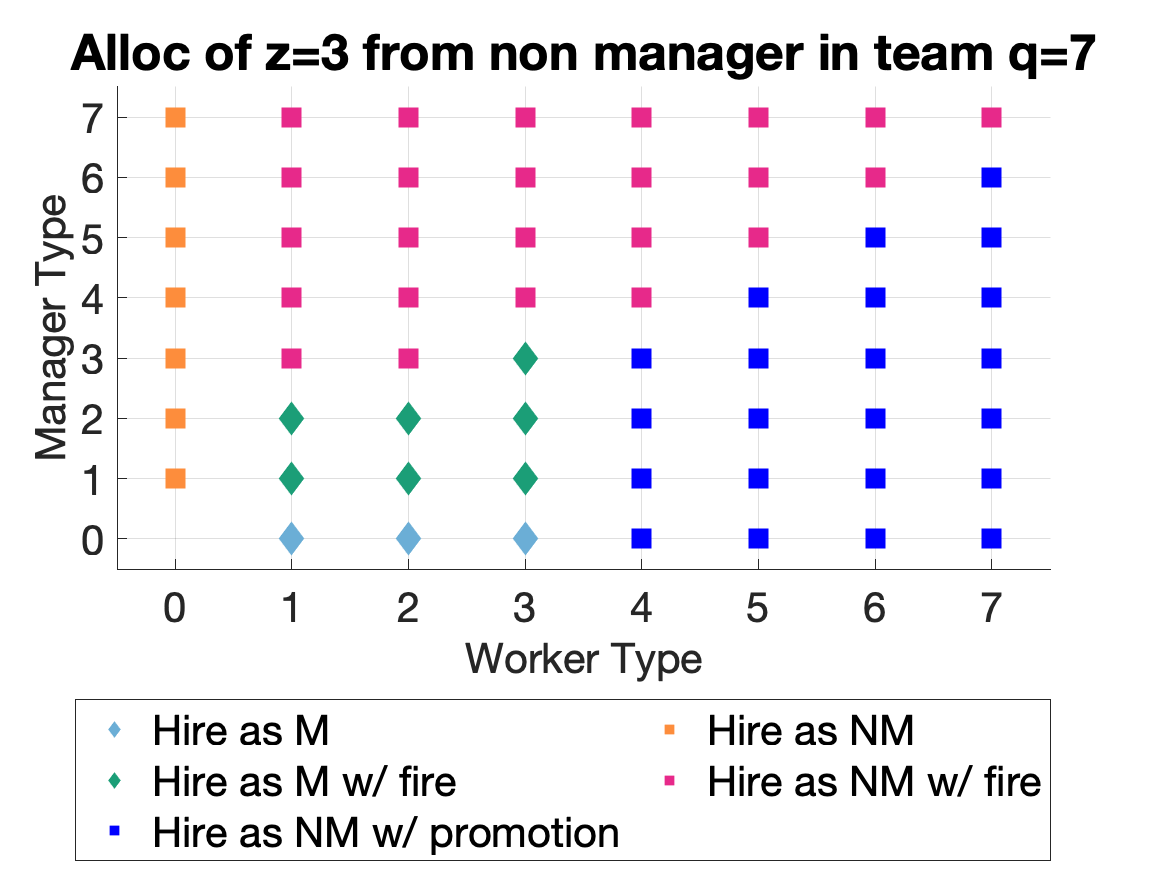 Alloc of z=3 from non manager in team q=7
Manager Type
7
6
5
4
3
2
1
0
0 1 2 3 4 5 6 7
Worker Type
Hire as M
Hire as M w/ fire
Hire as NM w/ promotion
Hire as NM
Hire as NM w/ fire